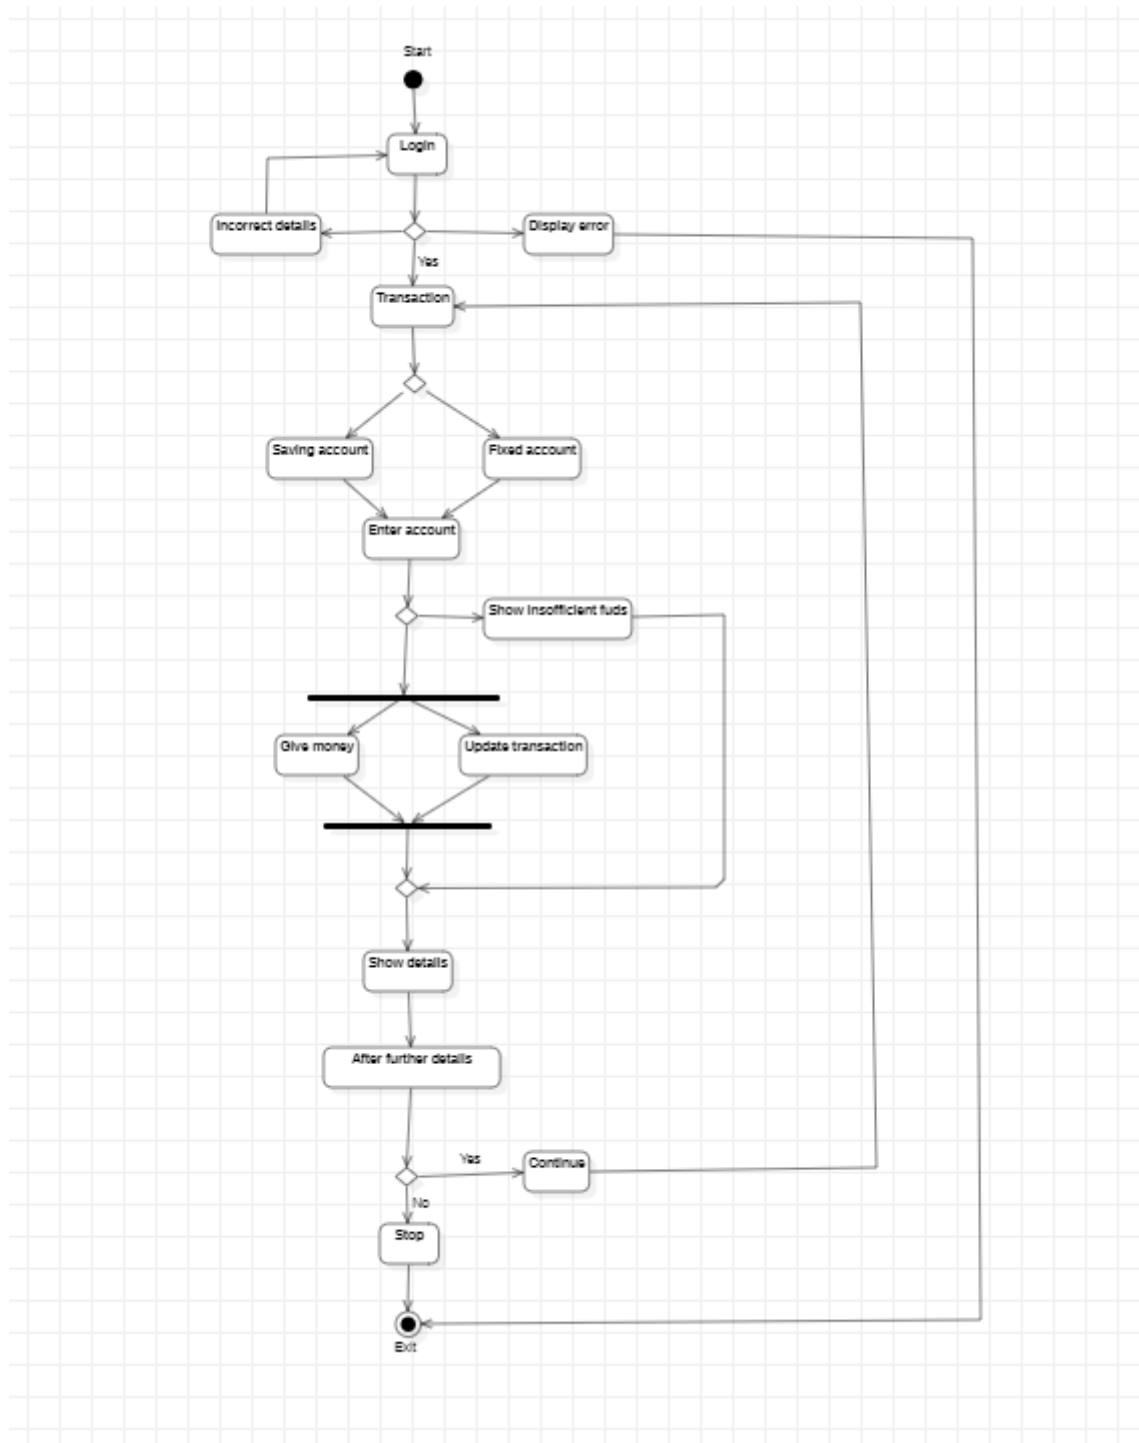 Start
Login
Incorrect details
Display error
Yes
Transaction
Saving account
Fixed account
Enter account
Show insofficient fuds
Give money
Update transaction
Show details
After further details
Yes
Continue
No
Stop
Exit